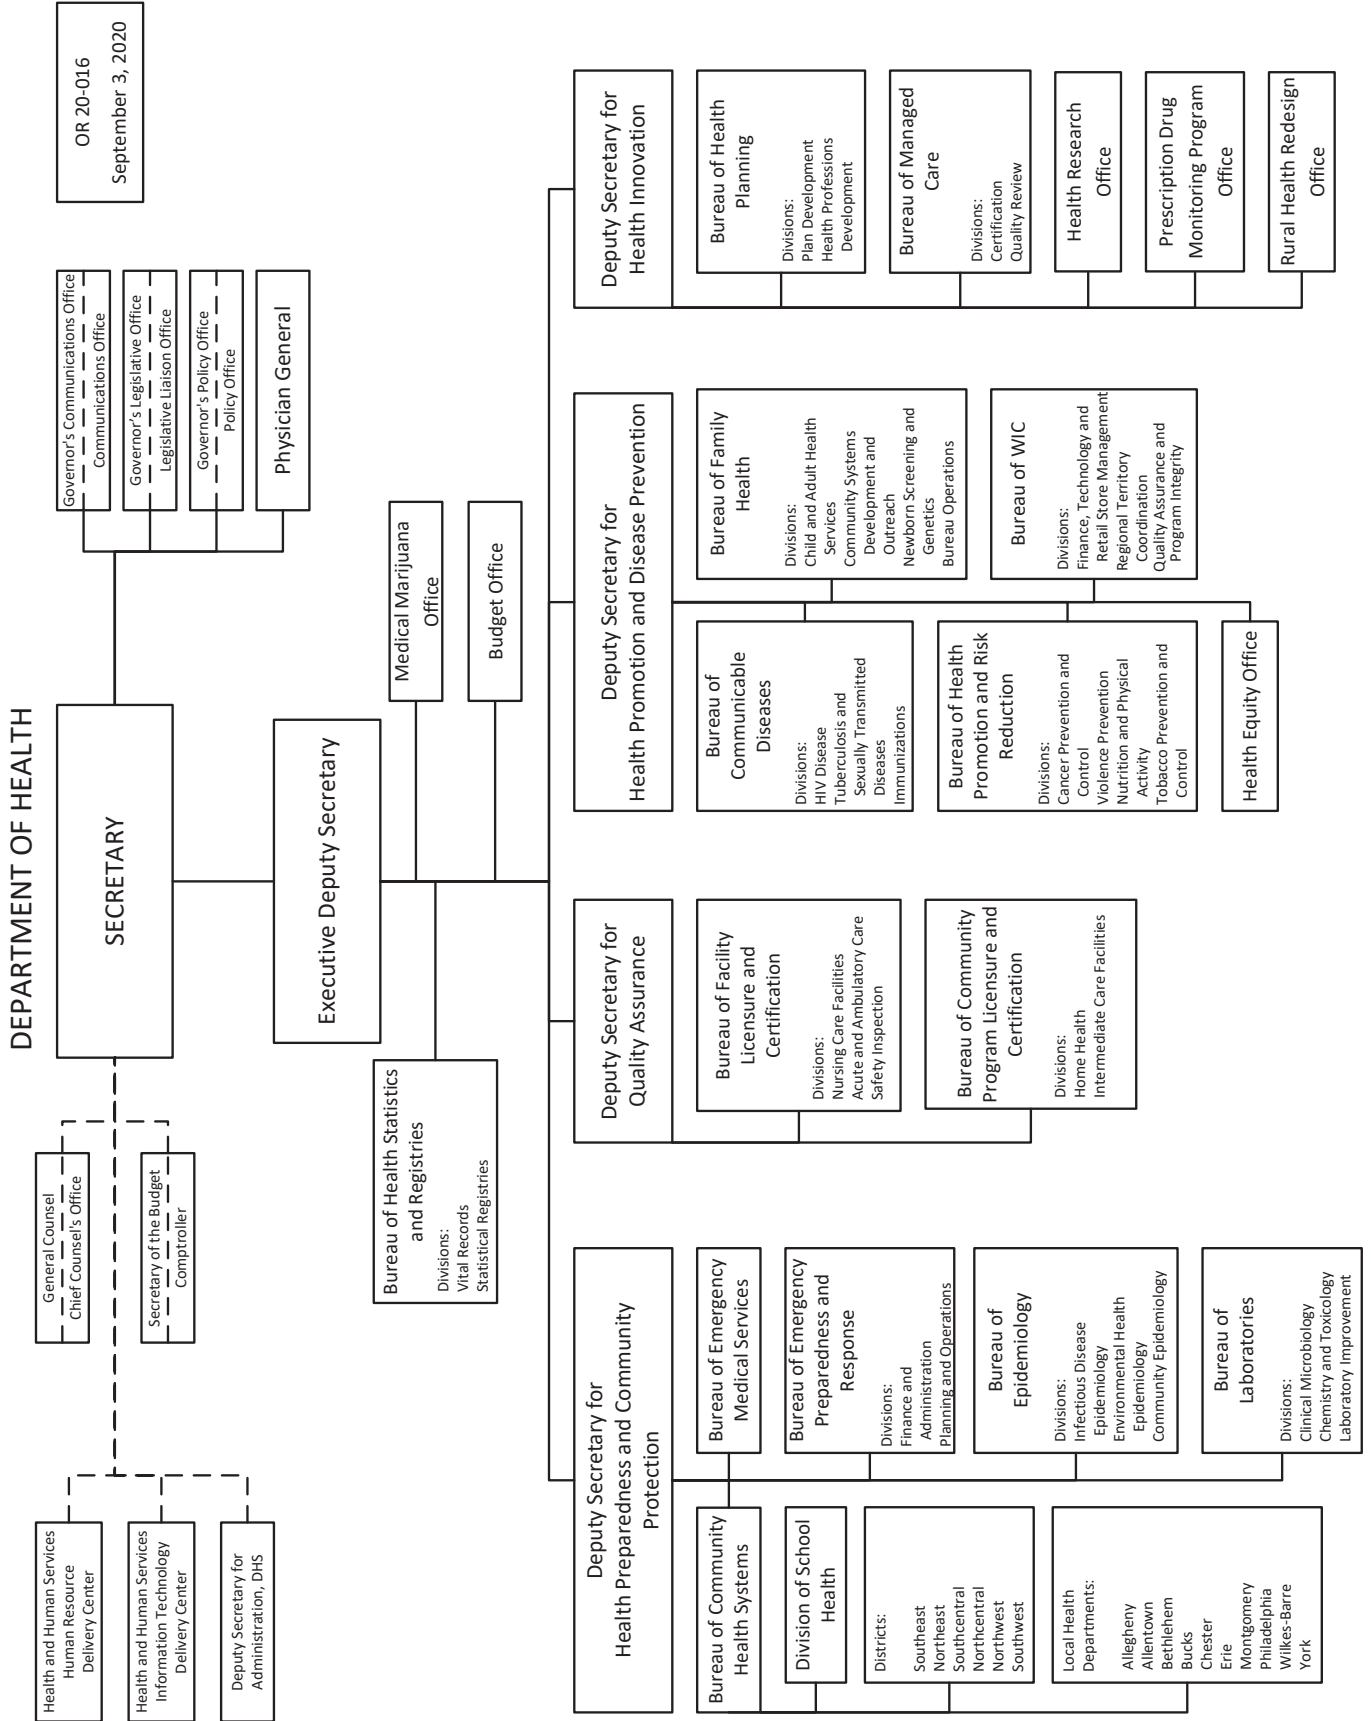 DEPARTMENT OF HEALTH
OR 20-016
September 3, 2020
SECRETARY
Health and Human Services
Human Resource
Delivery Center
Health and Human Services
Information Technology
Delivery Center
Deputy Secretary for
Administration, DHS
General Counsel
Chief Counsel's Office
Secretary of the Budget
Comptroller
Governor's Communications Office
Communications Office
Governor's Legislative Office
Legislative Liaison Office
Governor's Policy Office
Policy Office
Physician General
Executive Deputy Secretary
Bureau of Health Statistics
and Registries
Divisions:
Vital Records
Statistical Registries
Medical Marijuana
Office
Budget Office
Deputy Secretary for
Health Preparedness and Community
Protection
Bureau of Community
Health Systems
Division of School
Health
Districts:
Southeast
Northeast
Southcentral
Northcentral
Northwest
Southwest
Local Health
Departments:
Allegheny
Allentown
Bethlehem
Bucks
Chester
Erie
Montgomery
Philadelphia
Wilkes-Barre
York
Bureau of Emergency
Medical Services
Bureau of Emergency
Preparedness and
Response
Divisions:
Finance and
Administration
Planning and Operations
Bureau of
Epidemiology
Divisions:
Infectious Disease
Epidemiology
Environmental Health
Epidemiology
Community Epidemiology
Bureau of
Laboratories
Divisions:
Clinical Microbiology
Chemistry and Toxicology
Laboratory Improvement
Deputy Secretary for
Quality Assurance
Bureau of Facility
Licensure and
Certification
Divisions:
Nursing Care Facilities
Acute and Ambulatory Care
Safety Inspection
Bureau of Community
Program Licensure and
Certification
Divisions:
Home Health
Intermediate Care Facilities
Deputy Secretary for
Health Promotion and Disease Prevention
Bureau of
Communicable
Diseases
Divisions:
HIV Disease
Tuberculosis and
Sexually Transmitted
Diseases
Immunizations
Bureau of Health
Promotion and Risk
Reduction
Divisions:
Cancer Prevention and
Control
Violence Prevention
Nutrition and Physical
Activity
Tobacco Prevention and
Control
Health Equity Office
Bureau of Family
Health
Divisions:
Child and Adult Health
Services
Community Systems
Development and
Outreach
Newborn Screening and
Genetics
Bureau Operations
Bureau of WIC
Divisions:
Finance, Technology and
Retail Store Management
Regional Territory
Coordination
Quality Assurance and
Program Integrity
Deputy Secretary for
Health Innovation
Bureau of Health
Planning
Divisions:
Plan Development
Health Professions
Development
Bureau of Managed
Care
Divisions:
Certification
Quality Review
Health Research
Office
Prescription Drug
Monitoring Program
Office
Rural Health Redesign
Office